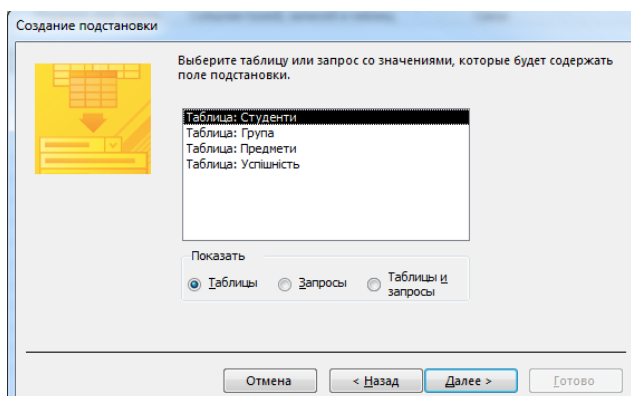 Создание подстановки
Выберите таблицу или запрос со значениями, которые будет содержать
поле подстановки.
Таблица: Студенти
Таблица: Група
Таблица: Предмети
Таблица: Успішність
Показать
Таблицы
Запросы
Таблицы и
запросы
Отмена
< Назад
Далее >
Готово